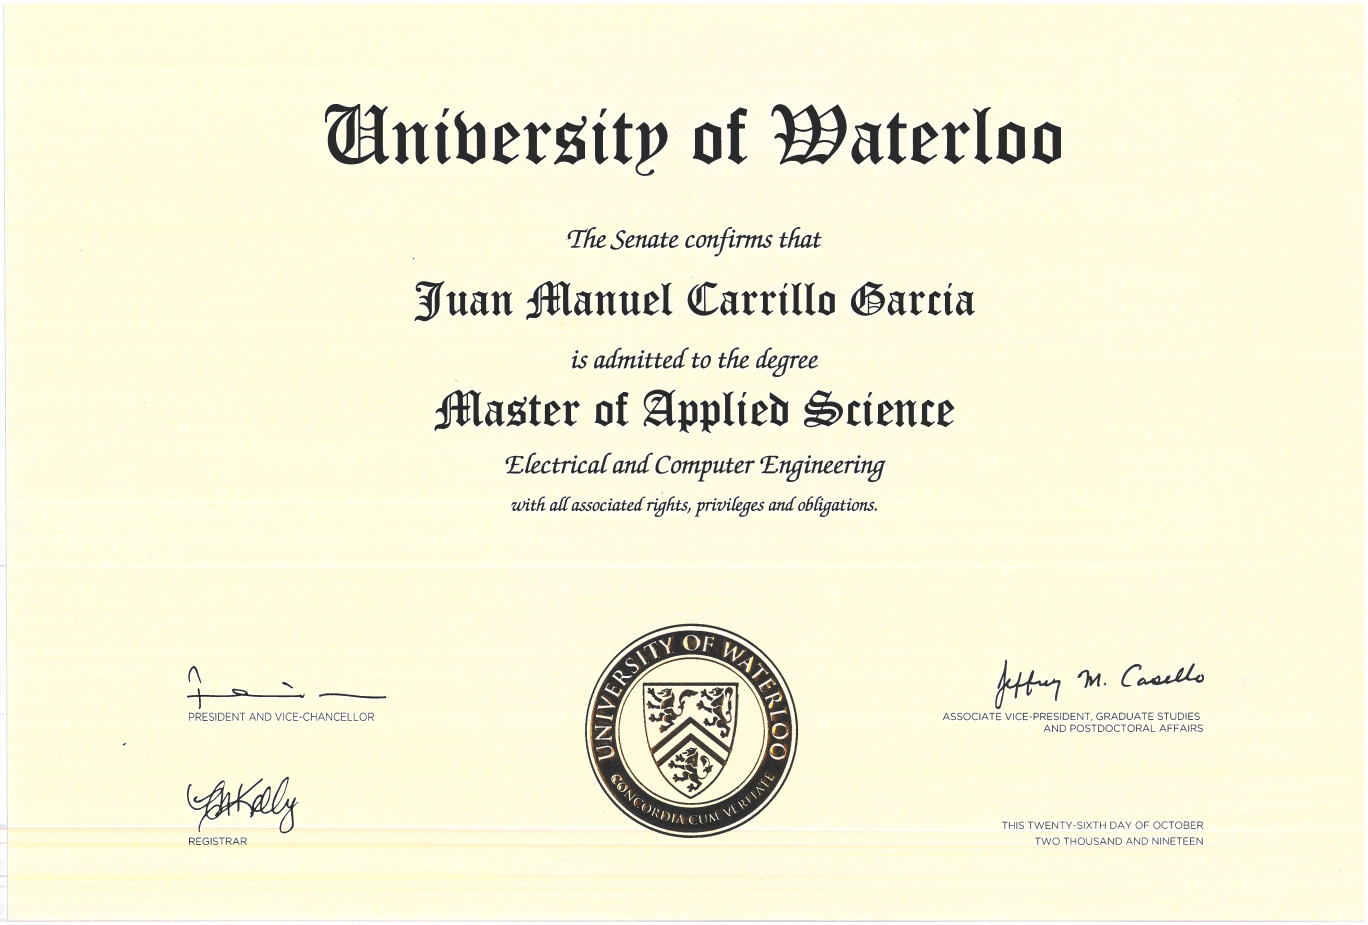 University of Waterloo
The Senate confirms that
Juan Manuel Carrillo Garcia
is admitted to the degree
Master of Applied Science
Electrical and Computer Engineering
with all associated rights, privileges and obligations.
PRESIDENT AND VICE-CHANCELLOR
REGISTRAR
UNIVERSITY OF WATERLOO
CONCORDIA CUM VERITATE
Jeffrey M. Casello
ASSOCIATE VICE-PRESIDENT, GRADUATE STUDIES
AND POSTDOCTORAL AFFAIRS
THIS TWENTY-SIXTH DAY OF OCTOBER
TWO THOUSAND AND NINETEEN